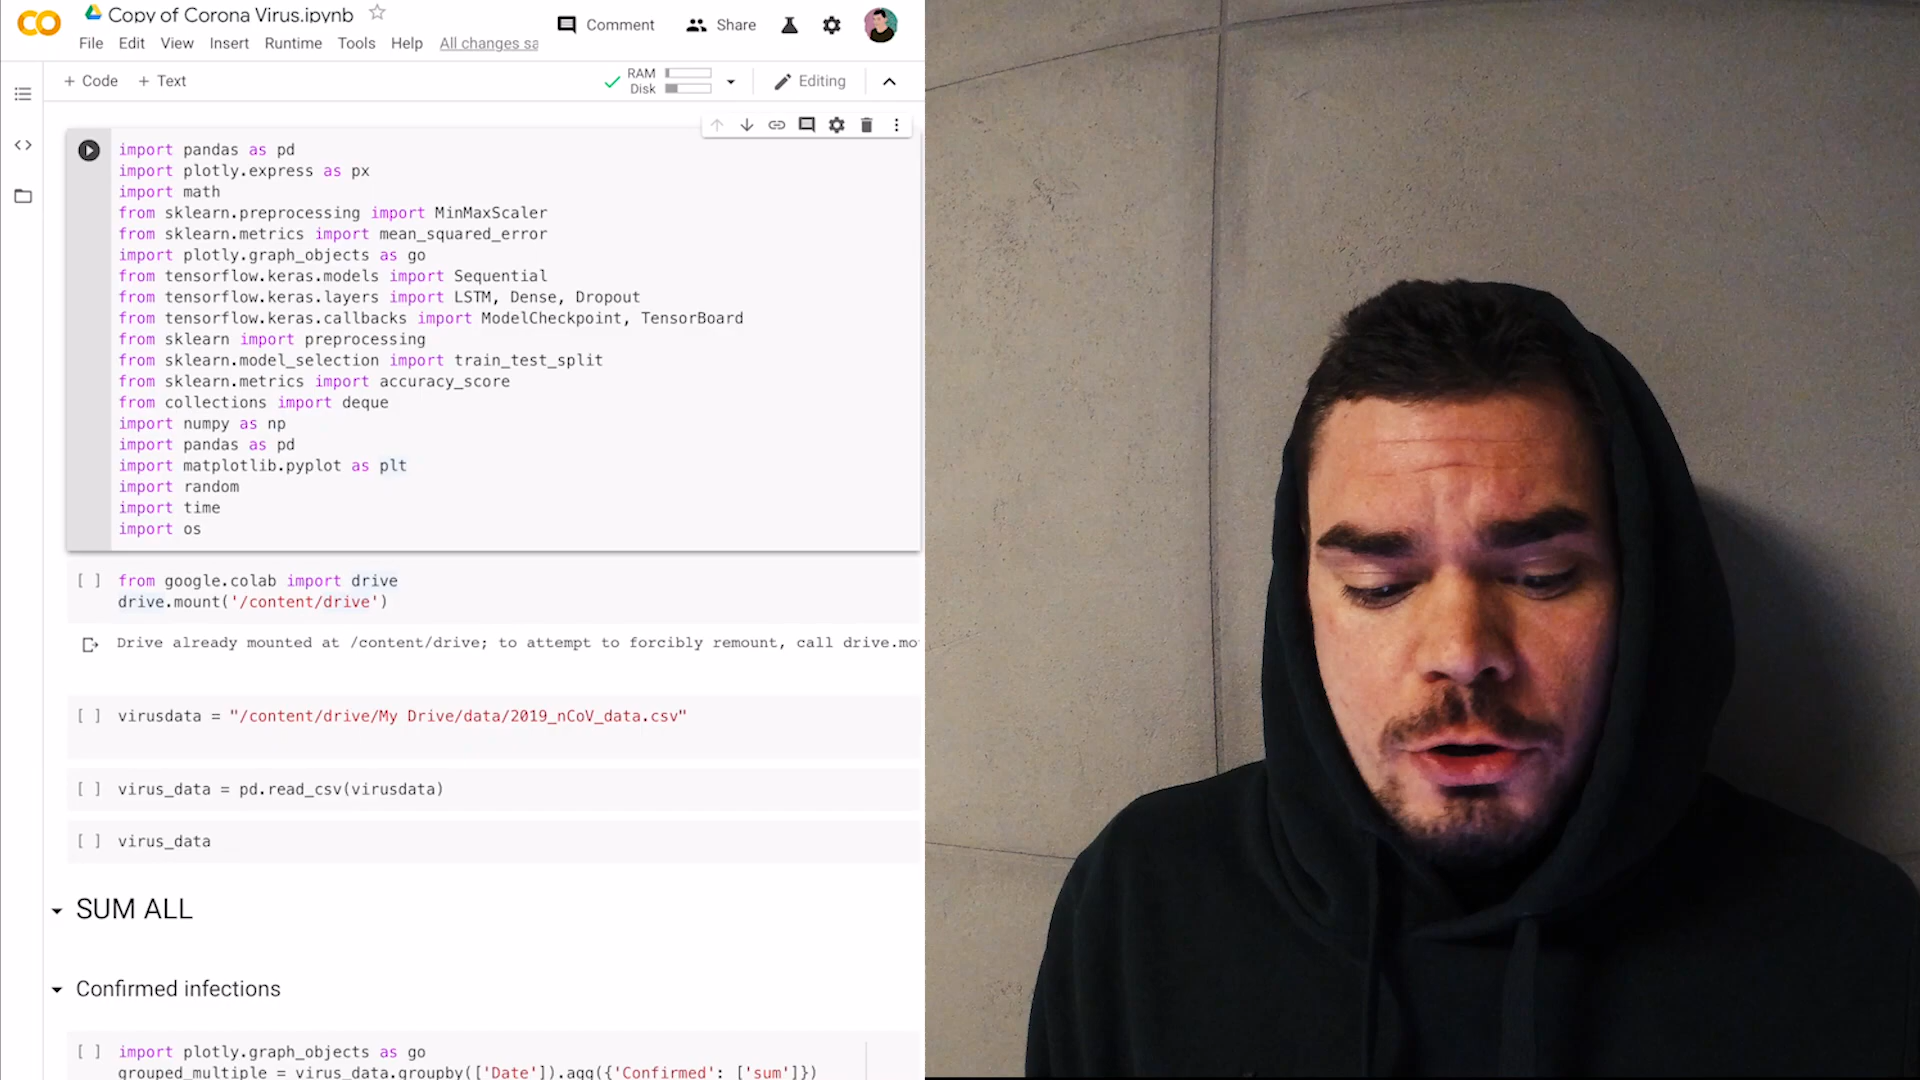 Copy of Corona Virus.ipynb
Comment
Share
File Edit View Insert Runtime Tools Help All changes sa
+ Code + Text
RAM
Disk
Editing
import pandas as pd
import plotly.express as px
import math
from sklearn.preprocessing import MinMaxScaler
from sklearn.metrics import mean_squared_error
import plotly.graph_objects as go
from tensorflow.keras.models import Sequential
from tensorflow.keras.layers import LSTM, Dense, Dropout
from tensorflow.keras.callbacks import ModelCheckpoint, TensorBoard
from sklearn import preprocessing
from sklearn.model_selection import train_test_split
from sklearn.metrics import accuracy_score
from collections import deque
import numpy as np
import pandas as pd
import matplotlib.pyplot as plt
import random
import time
import os
[ ] from google.colab import drive
drive.mount('/content/drive')
Drive already mounted at /content/drive; to attempt to forcibly remount, call drive.mo
[ ] virusdata = "/content/drive/My Drive/data/2019_nCoV_data.csv"
[ ] virus_data = pd.read_csv(virusdata)
[ ] virus_data
SUM ALL
Confirmed infections
[ ] import plotly.graph_objects as go
grouped_multiple = virus_data.groupby(['Date']).agg({'Confirmed': ['sum']})